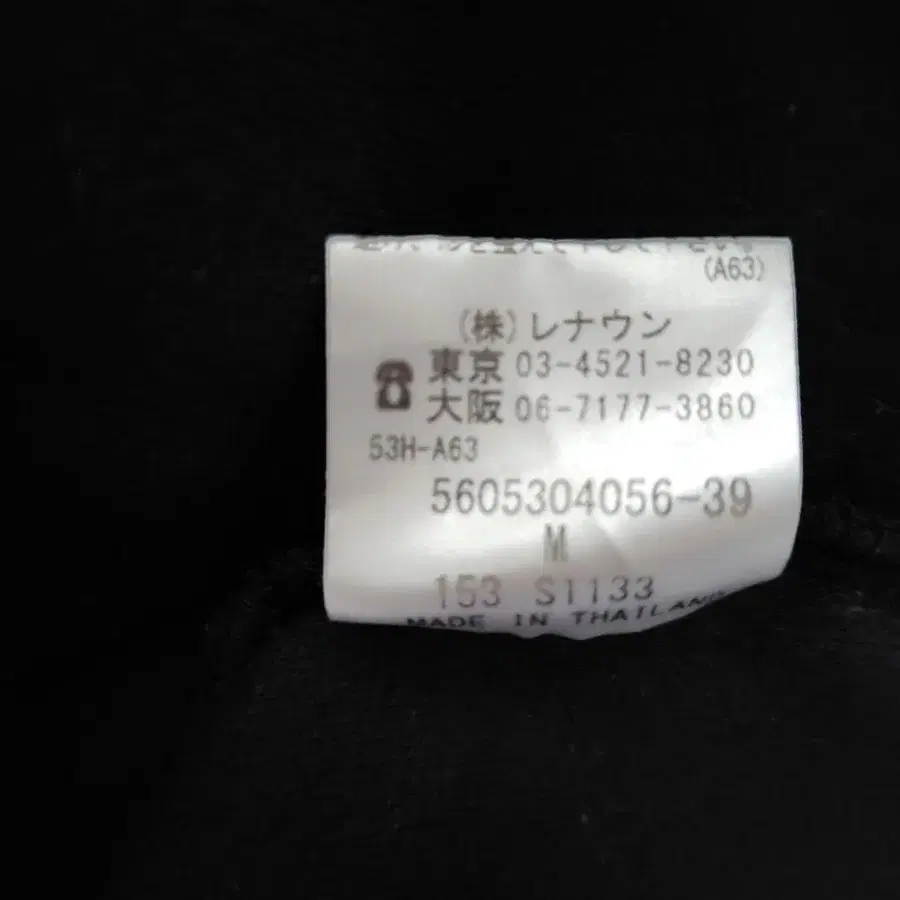 (A63)
(株)レナウン
☎ 東京 03-4521-8230
大阪 06-7177-3860
53H-A63
5605304056-39
M
153 S1133
MADE IN THAILAND